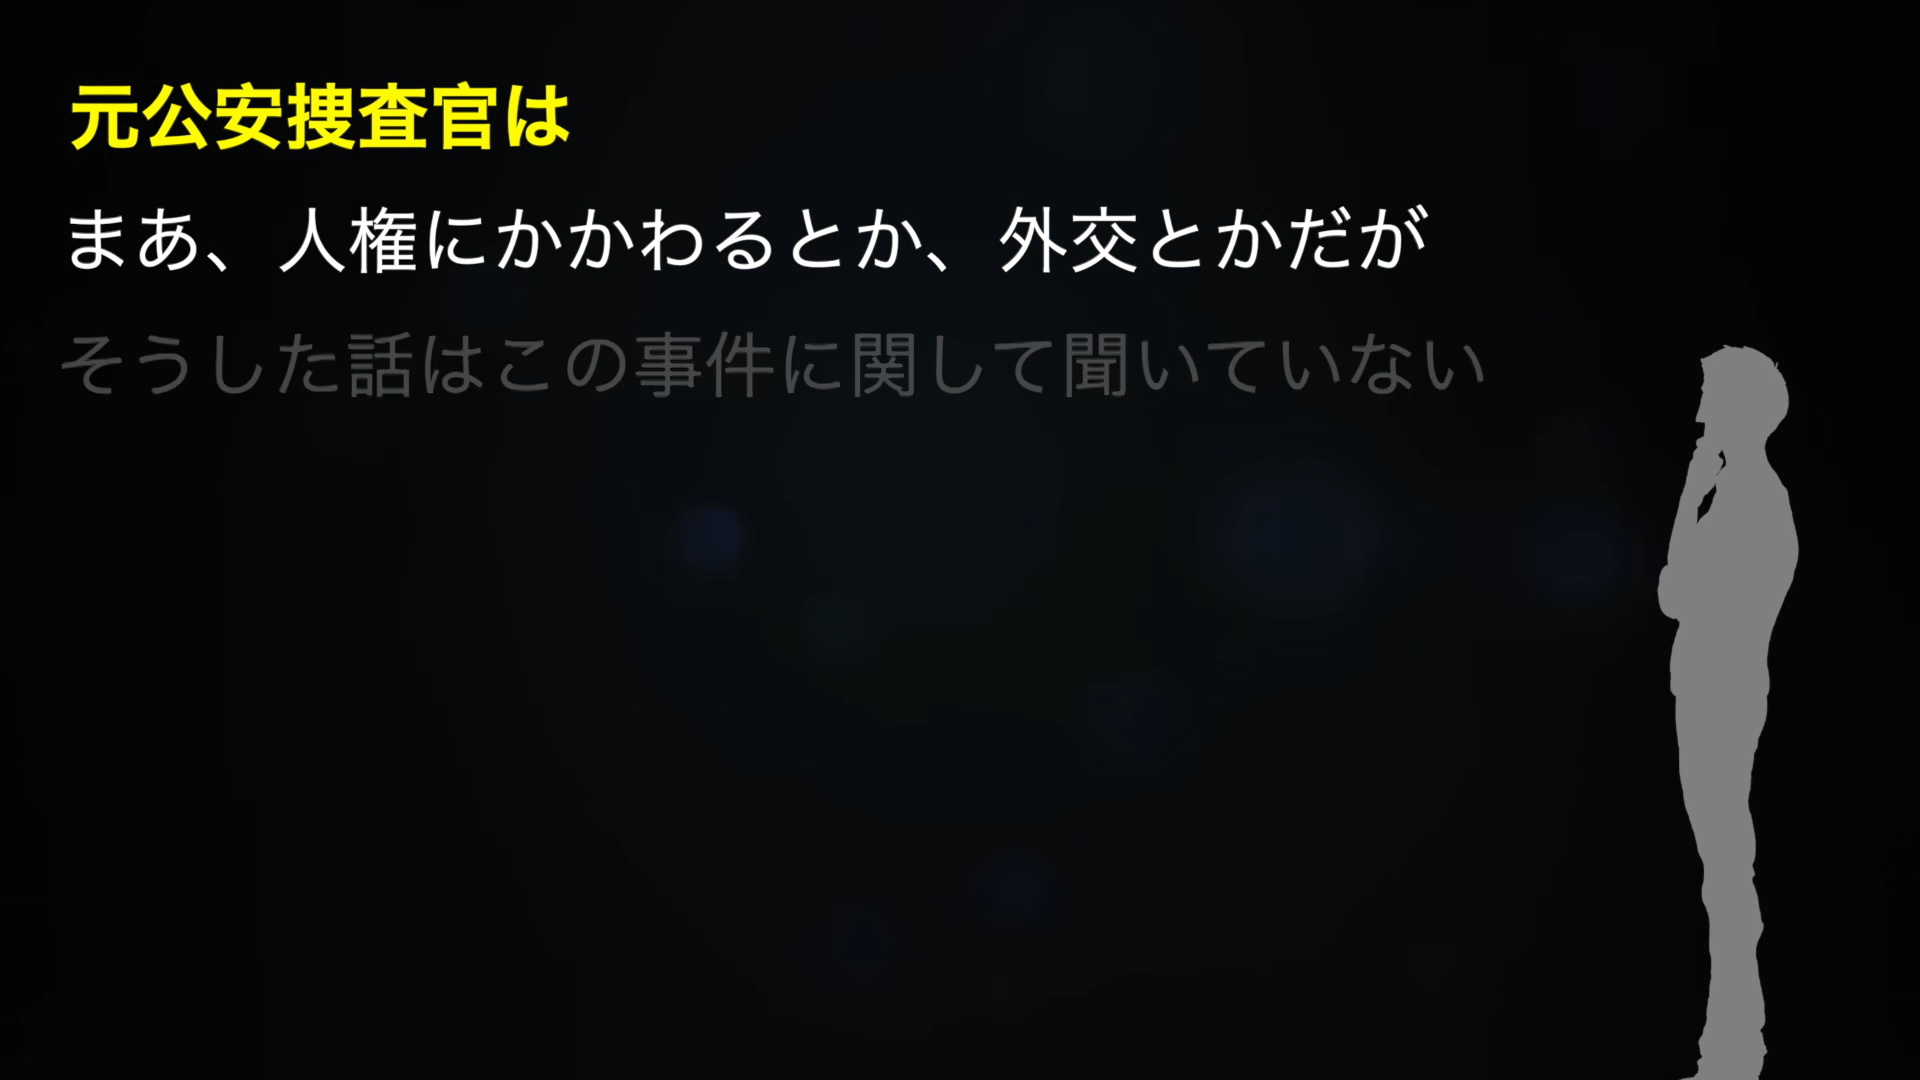 元公安捜査官は
まあ、人権にかかわるとか、外交とかだが
そうした話はこの事件に関して聞いていない